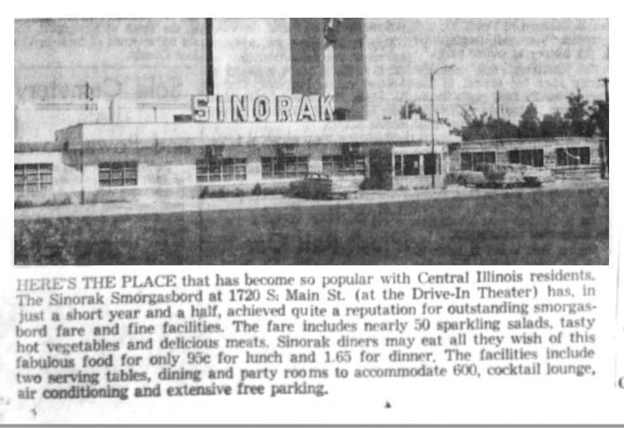 SINORAK
HERE'S THE PLACE that has become so popular with Central Illinois residents.
The Sinorak Smorgasbord at 1720 S. Main St. (at the Drive-In Theater) has, in
just a short year and a half, achieved quite a reputation for outstanding smorgas-
bord fare and fine facilities. The fare includes nearly 50 sparkling salads, tasty
hot vegetables and delicious meats. Sinorak diners may eat all they wish of this
fabulous food for only 95c for lunch and 1.65 for dinner. The facilities include
two serving tables, dining and party rooms to accommodate 600, cocktail lounge,
air conditioning and extensive free parking.